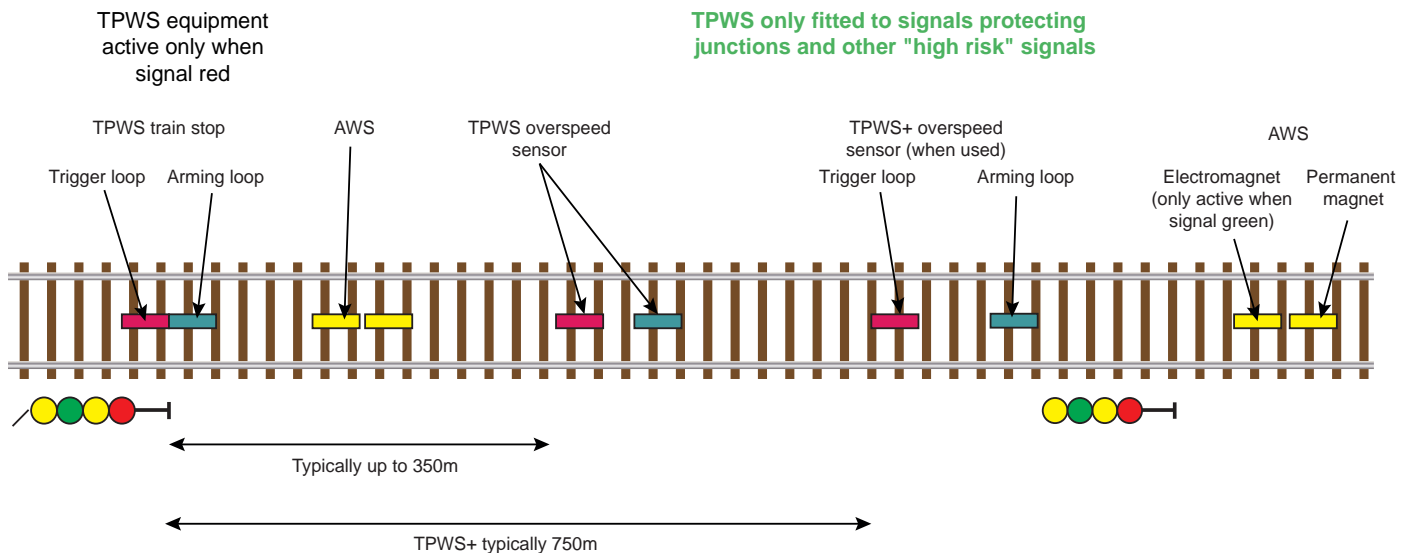 TPWS equipment
active only when
signal red
TPWS only fitted to signals protecting
junctions and other "high risk" signals
TPWS train stop
AWS
TPWS overspeed
sensor
TPWS+ overspeed
sensor (when used)
AWS
Trigger loop
Arming loop
Trigger loop
Arming loop
Electromagnet
(only active when
signal green)
Permanent
magnet
Typically up to 350m
TPWS+ typically 750m